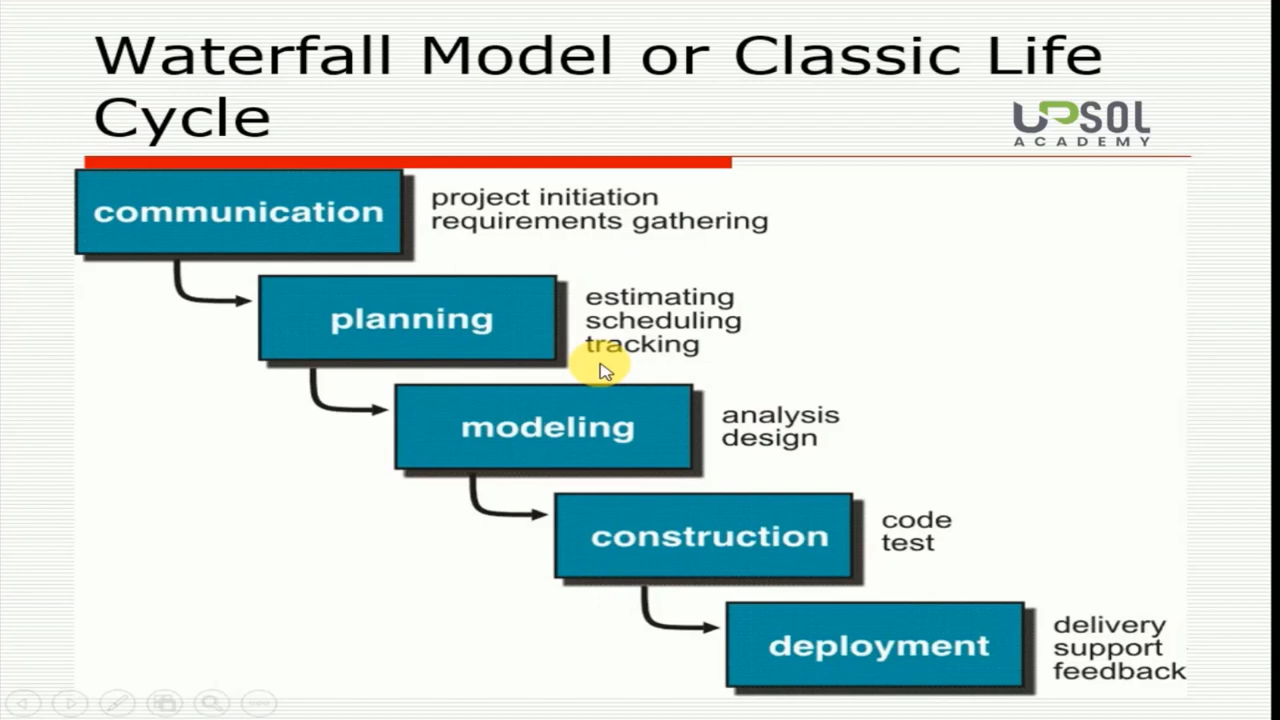 Waterfall Model or Classic Life
Cycle
UPSOL
ACADEMY
communication
project initiation
requirements gathering
planning
estimating
scheduling
tracking
modeling
analysis
design
construction
code
test
deployment
delivery
support
feedback